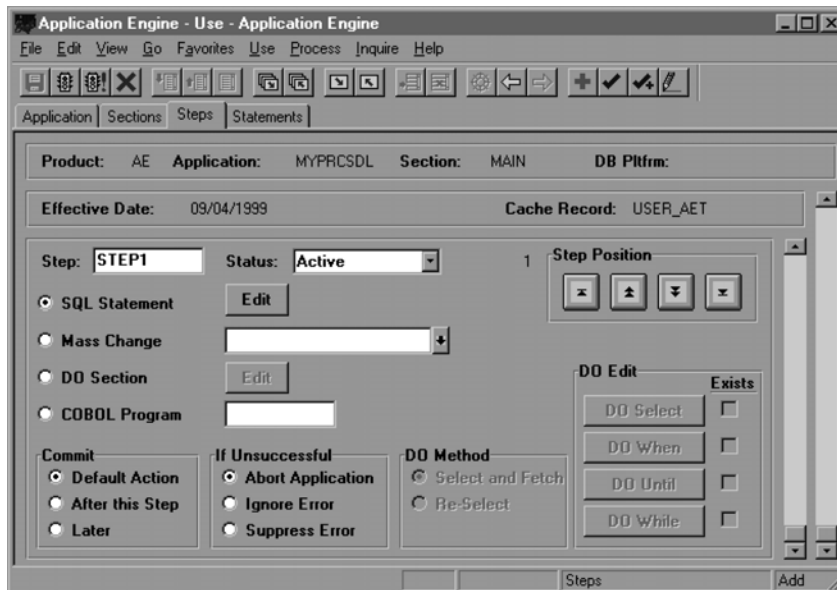 Application Engine - Use - Application Engine
File Edit View Go Favorites Use Process Inquire Help
Application Sections Steps Statements
Product: AE Application: MYPRCSDL Section: MAIN DB Pltfrm:
Effective Date: 09/04/1999 Cache Record: USER_AET
Step: STEP1 Status: Active 1 Step Position
SQL Statement Edit
Mass Change
DO Section Edit
COBOL Program
DO Edit Exists
DO Select
DO When
DO Until
DO While
Commit
Default Action
After this Step
Later
If Unsuccessful
Abort Application
Ignore Error
Suppress Error
DO Method
Select and Fetch
Re-Select
Steps Add